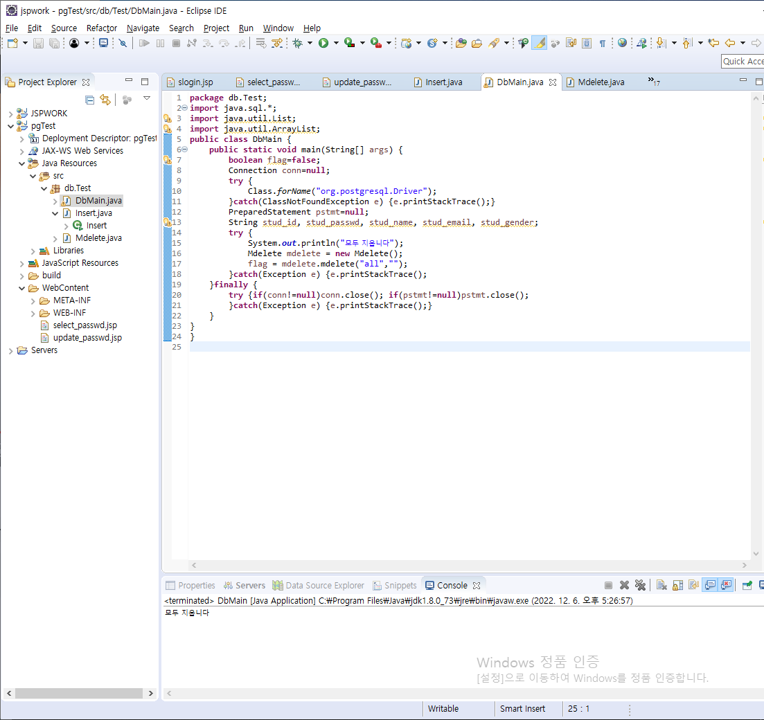 jspwork - pgTest/src/db/Test/DbMain.java - Eclipse IDE
File Edit Source Refactor Navigate Search Project Run Window Help
Quick Acce
Project Explorer
slogin.jsp select_passw... update_passw... Insert.java DbMain.java Mdelete.java »17
JSPWORK
pgTest
Deployment Descriptor: pgTest
JAX-WS Web Services
Java Resources
src
db.Test
DbMain.java
Insert.java
Insert
Mdelete.java
Libraries
JavaScript Resources
build
WebContent
META-INF
WEB-INF
select_passwd.jsp
update_passwd.jsp
Servers
1 package db.Test;
2 import java.sql.*;
3 import java.util.List;
4 import java.util.ArrayList;
5 public class DbMain {
6 public static void main(String[] args) {
7 boolean flag=false;
8 Connection conn=null;
9 try {
10 Class.forName("org.postgresql.Driver");
11 }catch(ClassNotFoundException e) {e.printStackTrace();}
12 PreparedStatement pstmt=null;
13 String stud_id, stud_passwd, stud_name, stud_email, stud_gender;
14 try {
15 System.out.println("모두 지웁니다");
16 Mdelete mdelete = new Mdelete();
17 flag = mdelete.mdelete("all","");
18 }catch(Exception e) {e.printStackTrace();
19 }finally {
20 try {if(conn!=null)conn.close(); if(pstmt!=null)pstmt.close();
21 }catch(Exception e) {e.printStackTrace();}
22 }
23 }
24 }
25
Properties Servers Data Source Explorer Snippets Console
<terminated> DbMain [Java Application] C:₩Program Files₩Java₩jdk1.8.0_73₩jre₩bin₩javaw.exe (2022. 12. 6. 오후 5:26:57)
모두 지웁니다
Windows 정품 인증
[설정]으로 이동하여 Windows를 정품 인증합니다.
Writable Smart Insert 25 : 1